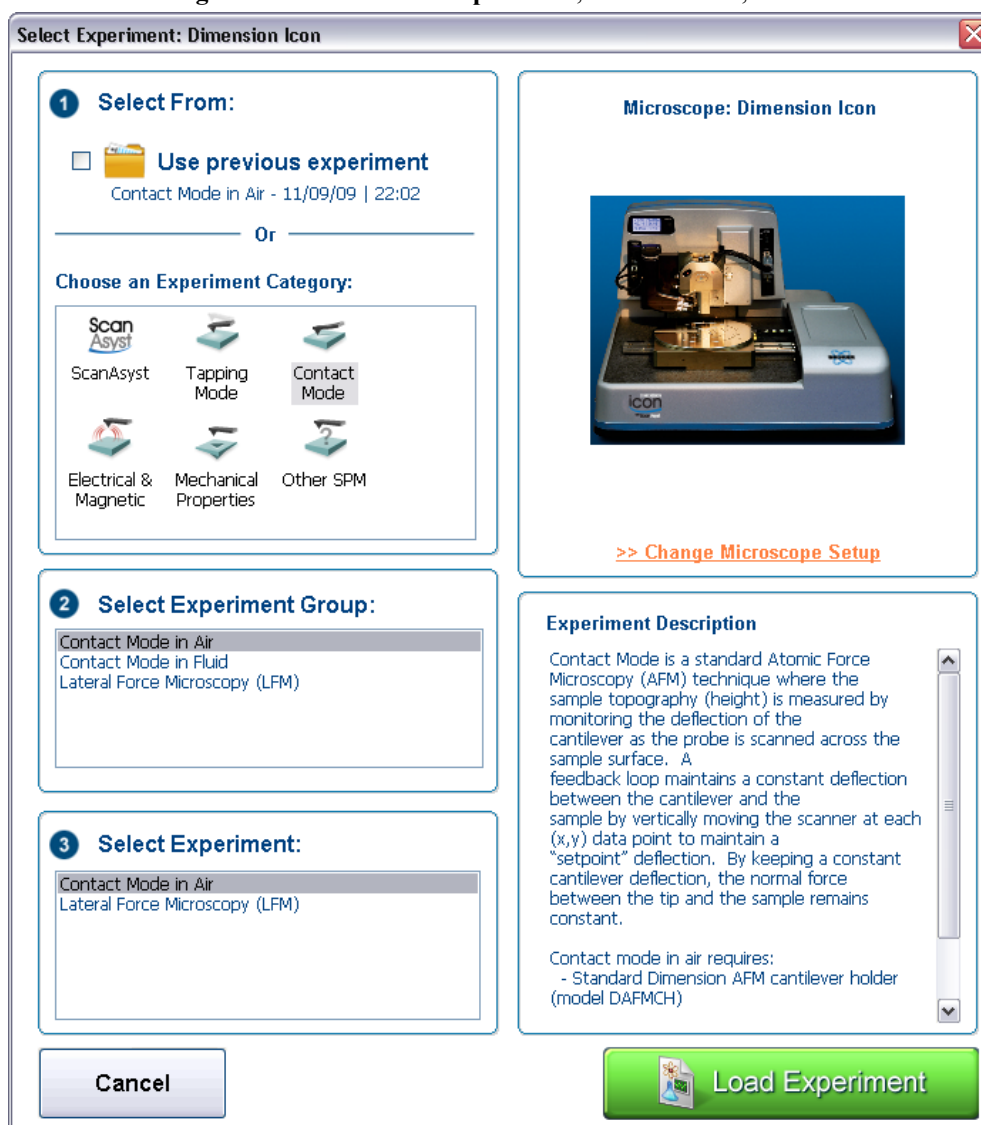 Select Experiment: Dimension Icon
1 Select From:
Use previous experiment
Contact Mode in Air - 11/09/09 | 22:02
Or
Choose an Experiment Category:
Scan
Asyst
ScanAsyst
Tapping
Mode
Contact
Mode
Electrical &
Magnetic
Mechanical
Properties
?
Other SPM
2 Select Experiment Group:
Contact Mode in Air
Contact Mode in Fluid
Lateral Force Microscopy (LFM)
3 Select Experiment:
Contact Mode in Air
Lateral Force Microscopy (LFM)
Cancel
Microscope: Dimension Icon
icon
>> Change Microscope Setup
Experiment Description
Contact Mode is a standard Atomic Force
Microscopy (AFM) technique where the
sample topography (height) is measured by
monitoring the deflection of the
cantilever as the probe is scanned across the
sample surface. A
feedback loop maintains a constant deflection
between the cantilever and the
sample by vertically moving the scanner at each
(x,y) data point to maintain a
"setpoint" deflection. By keeping a constant
cantilever deflection, the normal force
between the tip and the sample remains
constant.
Contact mode in air requires:
- Standard Dimension AFM cantilever holder
(model DAFMCH)
Load Experiment